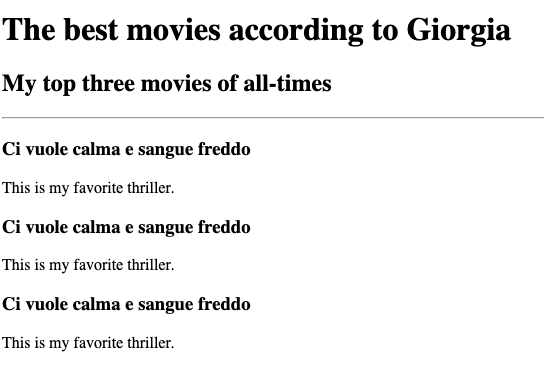 The best movies according to Giorgia
My top three movies of all-times
Ci vuole calma e sangue freddo
This is my favorite thriller.
Ci vuole calma e sangue freddo
This is my favorite thriller.
Ci vuole calma e sangue freddo
This is my favorite thriller.